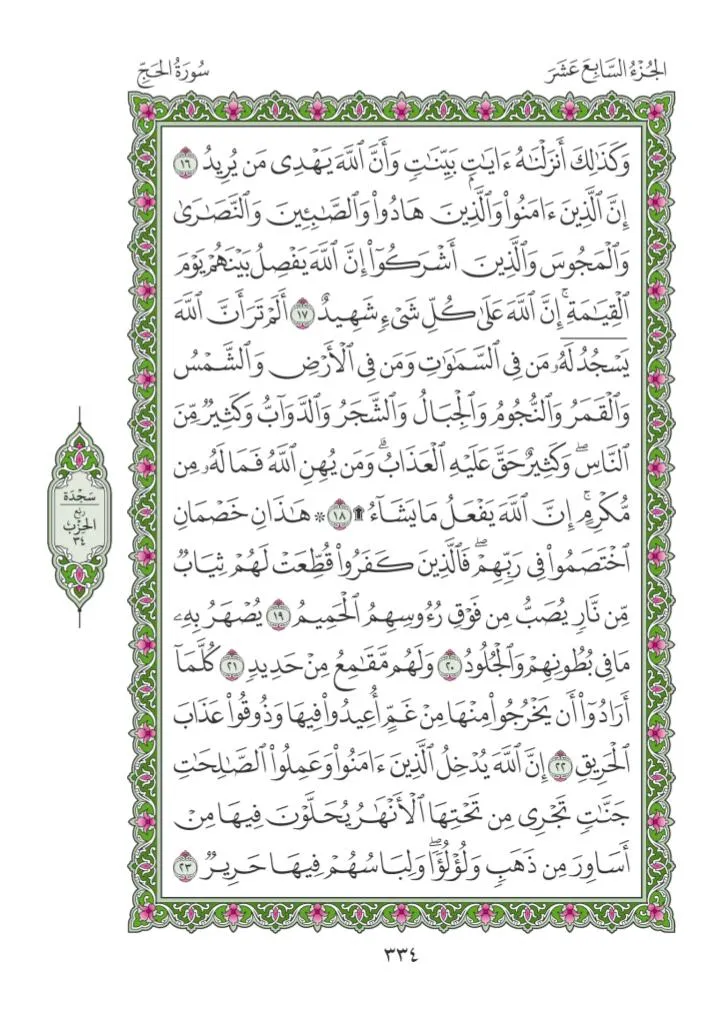 الجُزْءُ السَّابِعَ عَشَرَ
سُورَةُ الحَجِّ
وَكَذَٰلِكَ أَنزَلْنَٰهُ ءَايَٰتِۭ بَيِّنَٰتٖ وَأَنَّ ٱللَّهَ يَهْدِى مَن يُرِيدُ ١٦
إِنَّ ٱلَّذِينَ ءَامَنُوا۟ وَٱلَّذِينَ هَادُوا۟ وَٱلصَّٰبِـِٔينَ وَٱلنَّصَٰرَىٰ
وَٱلْمَجُوسَ وَٱلَّذِينَ أَشْرَكُوٓا۟ إِنَّ ٱللَّهَ يَفْصِلُ بَيْنَهُمْ يَوْمَ
ٱلْقِيَٰمَةِۚ إِنَّ ٱللَّهَ عَلَىٰ كُلِّ شَىْءٖ شَهِيدٌ ١٧ أَلَمْ تَرَ أَنَّ ٱللَّهَ
يَسْجُدُ لَهُۥ مَن فِى ٱلسَّمَٰوَٰتِ وَمَن فِى ٱلْأَرْضِ وَٱلشَّمْسُ
وَٱلْقَمَرُ وَٱلنُّجُومُ وَٱلْجِبَالُ وَٱلشَّجَرُ وَٱلدَّوَآبُّ وَكَثِيرٞ مِّنَ
ٱلنَّاسِۖ وَكَثِيرٌ حَقَّ عَلَيْهِ ٱلْعَذَابُۗ وَمَن يُهِنِ ٱللَّهُ فَمَا لَهُۥ مِن
مُّكْرِمٍۚ إِنَّ ٱللَّهَ يَفْعَلُ مَا يَشَآءُ ۩ ١٨ ۞ هَٰذَانِ خَصْمَانِ
ٱخْتَصَمُوا۟ فِى رَبِّهِمْۖ فَٱلَّذِينَ كَفَرُوا۟ قُطِّعَتْ لَهُمْ ثِيَابٞ
مِّن نَّارٖ يُصَبُّ مِن فَوْقِ رُءُوسِهِمُ ٱلْحَمِيمُ ١٩ يُصْهَرُ بِهِۦ
مَا فِى بُطُونِهِمْ وَٱلْجُلُودُ ٢٠ وَلَهُم مَّقَٰمِعُ مِنْ حَدِيدٖ ٢١ كُلَّمَآ
أَرَادُوٓا۟ أَن يَخْرُجُوا۟ مِنْهَا مِنْ غَمٍّ أُعِيدُوا۟ فِيهَا وَذُوقُوا۟ عَذَابَ
ٱلْحَرِيقِ ٢٢ إِنَّ ٱللَّهَ يُدْخِلُ ٱلَّذِينَ ءَامَنُوا۟ وَعَمِلُوا۟ ٱلصَّٰلِحَٰتِ
جَنَّٰتٖ تَجْرِى مِن تَحْتِهَا ٱلْأَنْهَٰرُ يُحَلَّوْنَ فِيهَا مِنْ
أَسَاوِرَ مِن ذَهَبٖ وَلُؤْلُؤٗاۖ وَلِبَاسُهُمْ فِيهَا حَرِيرٞ ٢٣
سَجْدَة
رُبْع
الحِزْب
٣٤
٣٣٤